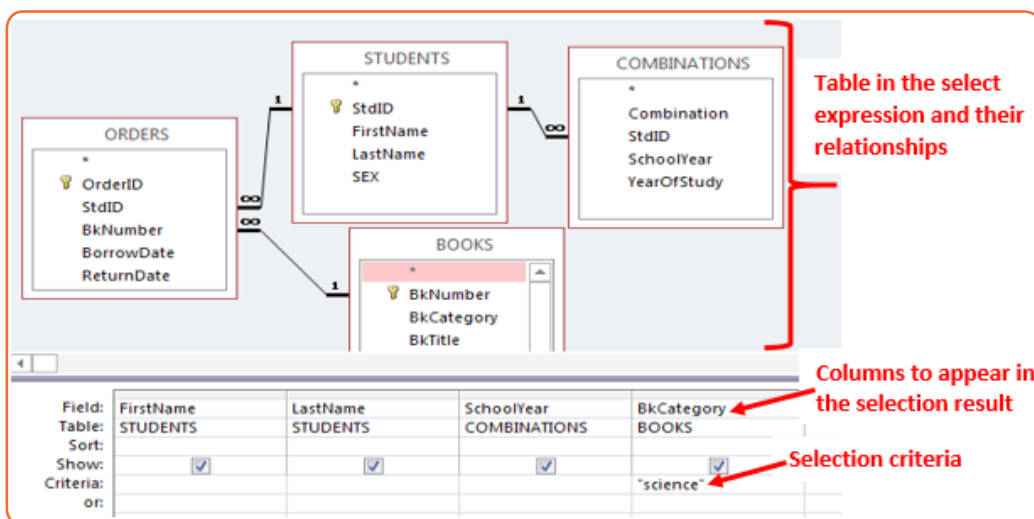 STUDENTS
*
StdID
FirstName
LastName
SEX
COMBINATIONS
*
Combination
StdID
SchoolYear
YearOfStudy
ORDERS
*
OrderID
StdID
BkNumber
BorrowDate
ReturnDate
BOOKS
*
BkNumber
BkCategory
BkTitle
1
∞
1
∞
∞
1
Table in the select
expression and their
relationships
Columns to appear in
the selection result
Field: FirstName LastName SchoolYear BkCategory
Table: STUDENTS STUDENTS COMBINATIONS BOOKS
Sort:
Show:
Selection criteria
Criteria: "science"
or: